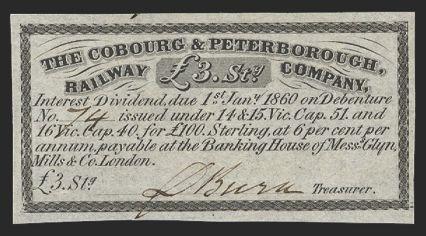 THE COBOURG & PETERBOROUGH,
RAILWAY £3. Stg COMPANY,
Interest Dividend, due 1st Jany 1860 on Debenture
No. 74 issued under 14 & 15. Vic. Cap. 51. and
16 Vic. Cap. 40, for £100. Sterling, at 6 per cent per
annum, payable at the Banking House of Messrs Glyn,
Mills & Co. London.
£3. Stg D Burn Treasurer.